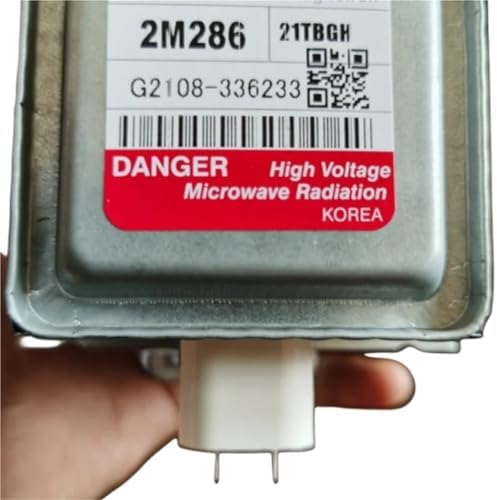 2M286
21TBGH
G2108-336233
DANGER High Voltage
Microwave Radiation
KOREA